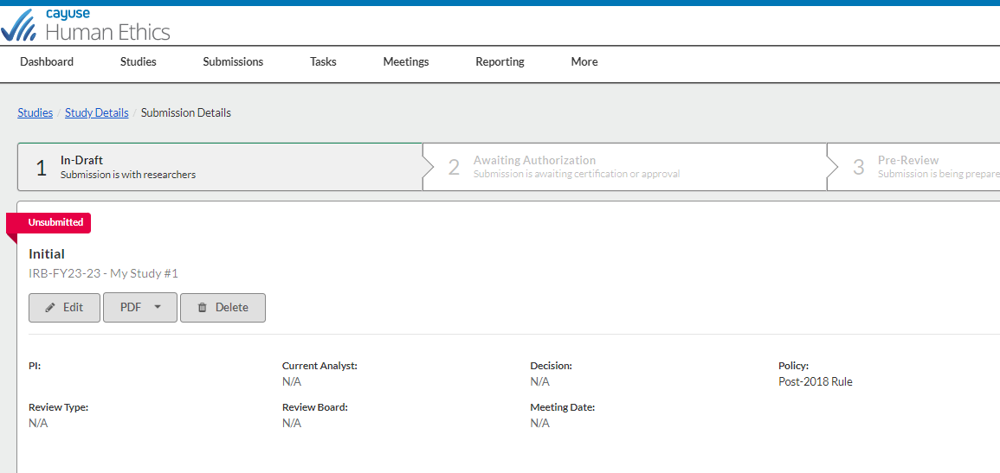 cayuse
Human Ethics
Dashboard Studies Submissions Tasks Meetings Reporting More
Studies / Study Details / Submission Details
1 In-Draft
Submission is with researchers
2 Awaiting Authorization
Submission is awaiting certification or approval
3 Pre-Review
Submission is being prepare
Unsubmitted
Initial
IRB-FY23-23 - My Study #1
Edit PDF Delete
PI: Current Analyst: Decision: Policy:
N/A N/A Post-2018 Rule
Review Type: Review Board: Meeting Date:
N/A N/A N/A